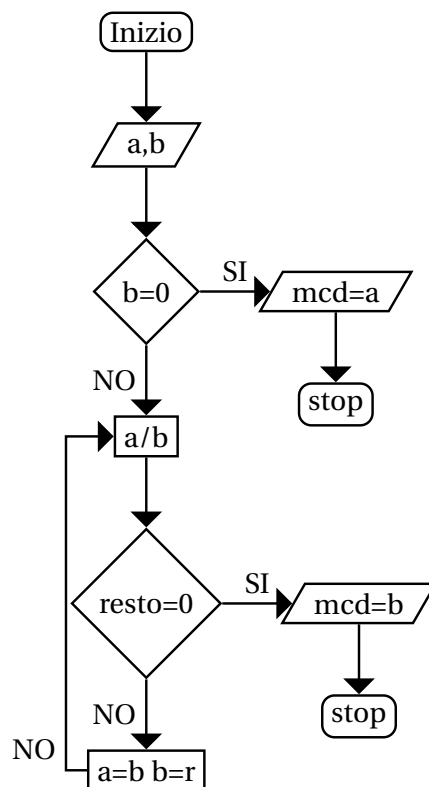 Inizio
a,b
b=0
SI
mcd=a
NO
stop
a/b
resto=0
SI
mcd=b
NO
stop
NO
a=b b=r